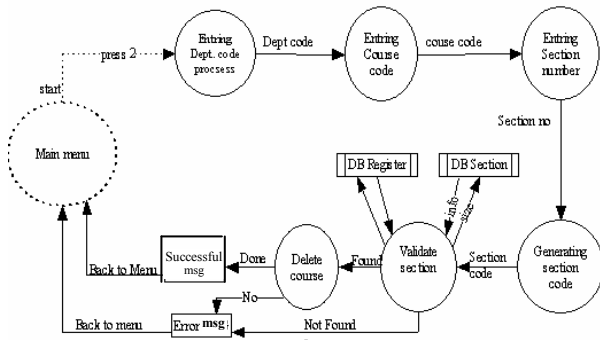 Entring
Dept. code
procsess
Dept code
Entring
Course
code
couse code
Entring
Section
number
press 2
start
Main menu
Section no
DB Register
DB Section
info
size
Successful
msg
Done
Delete
course
Found
Validate
section
Section
code
Generating
section
code
Back to Menu
No
Error msg
Back to menu
Not Found